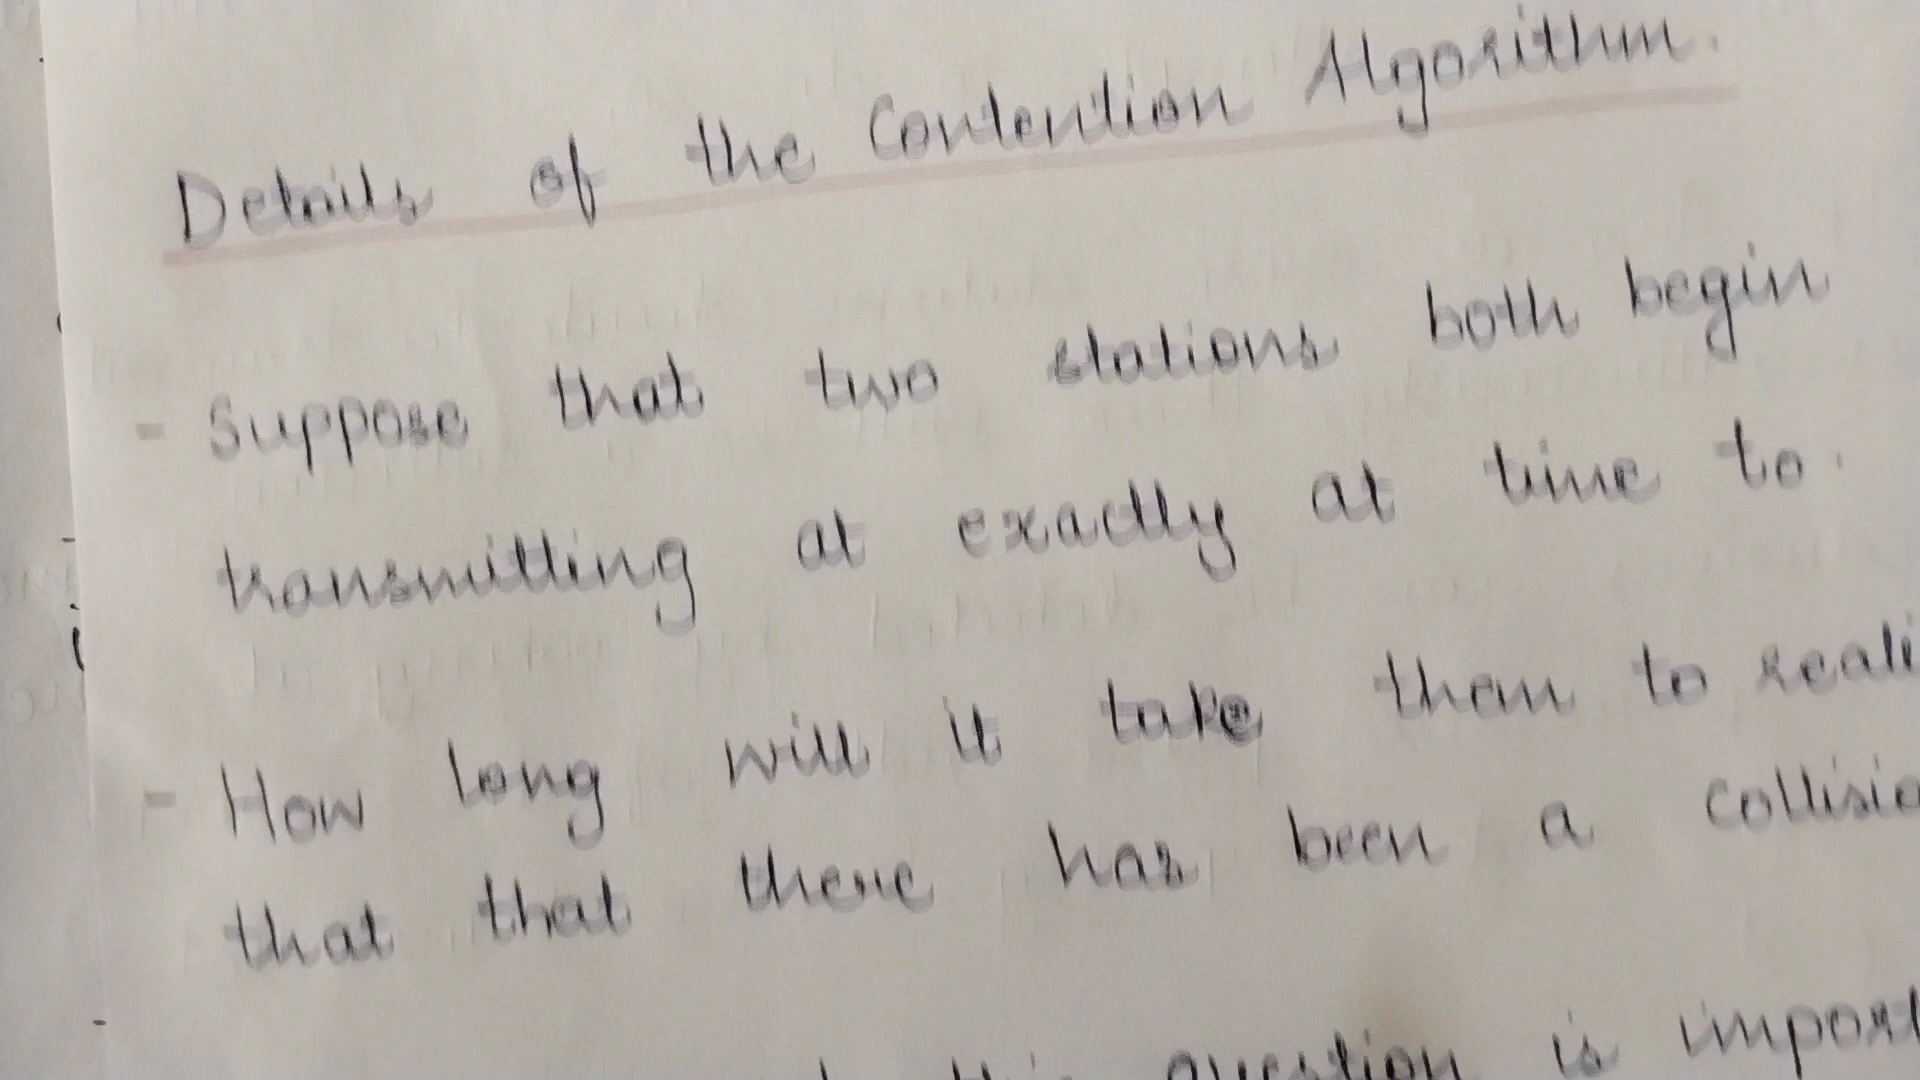 Details of the Contention Algorithm.
- Suppose that two stations both begin
transmitting at exactly at time to.
- How long will it take them to reali
that that there has been a collisio
question is import